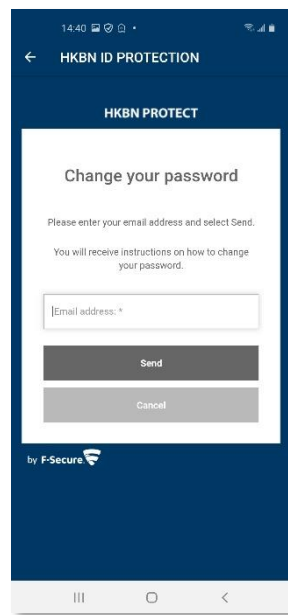 14:40
HKBN ID PROTECTION
HKBN PROTECT
Change your password
Please enter your email address and select Send.
You will receive instructions on how to change
your password.
Email address: *
Send
Cancel
by F-Secure.